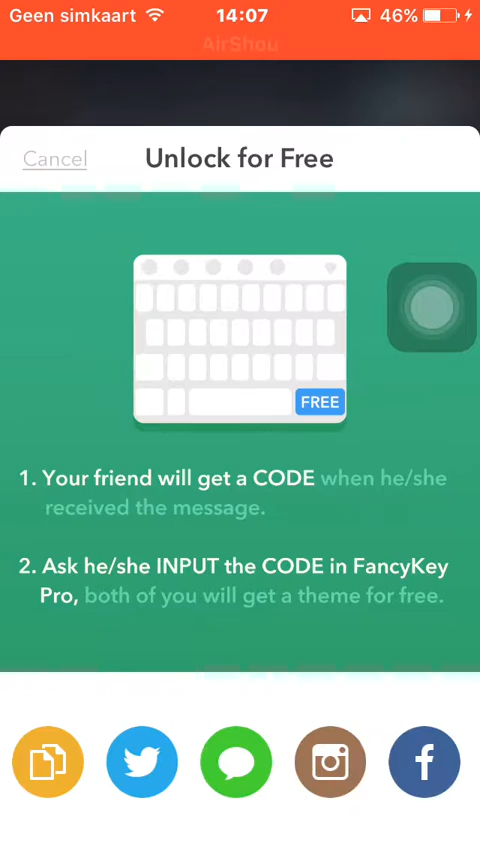 Geen simkaart 14:07 46%
AirShou
Cancel Unlock for Free
FREE
1. Your friend will get a CODE when he/she
received the message.
2. Ask he/she INPUT the CODE in FancyKey
Pro, both of you will get a theme for free.